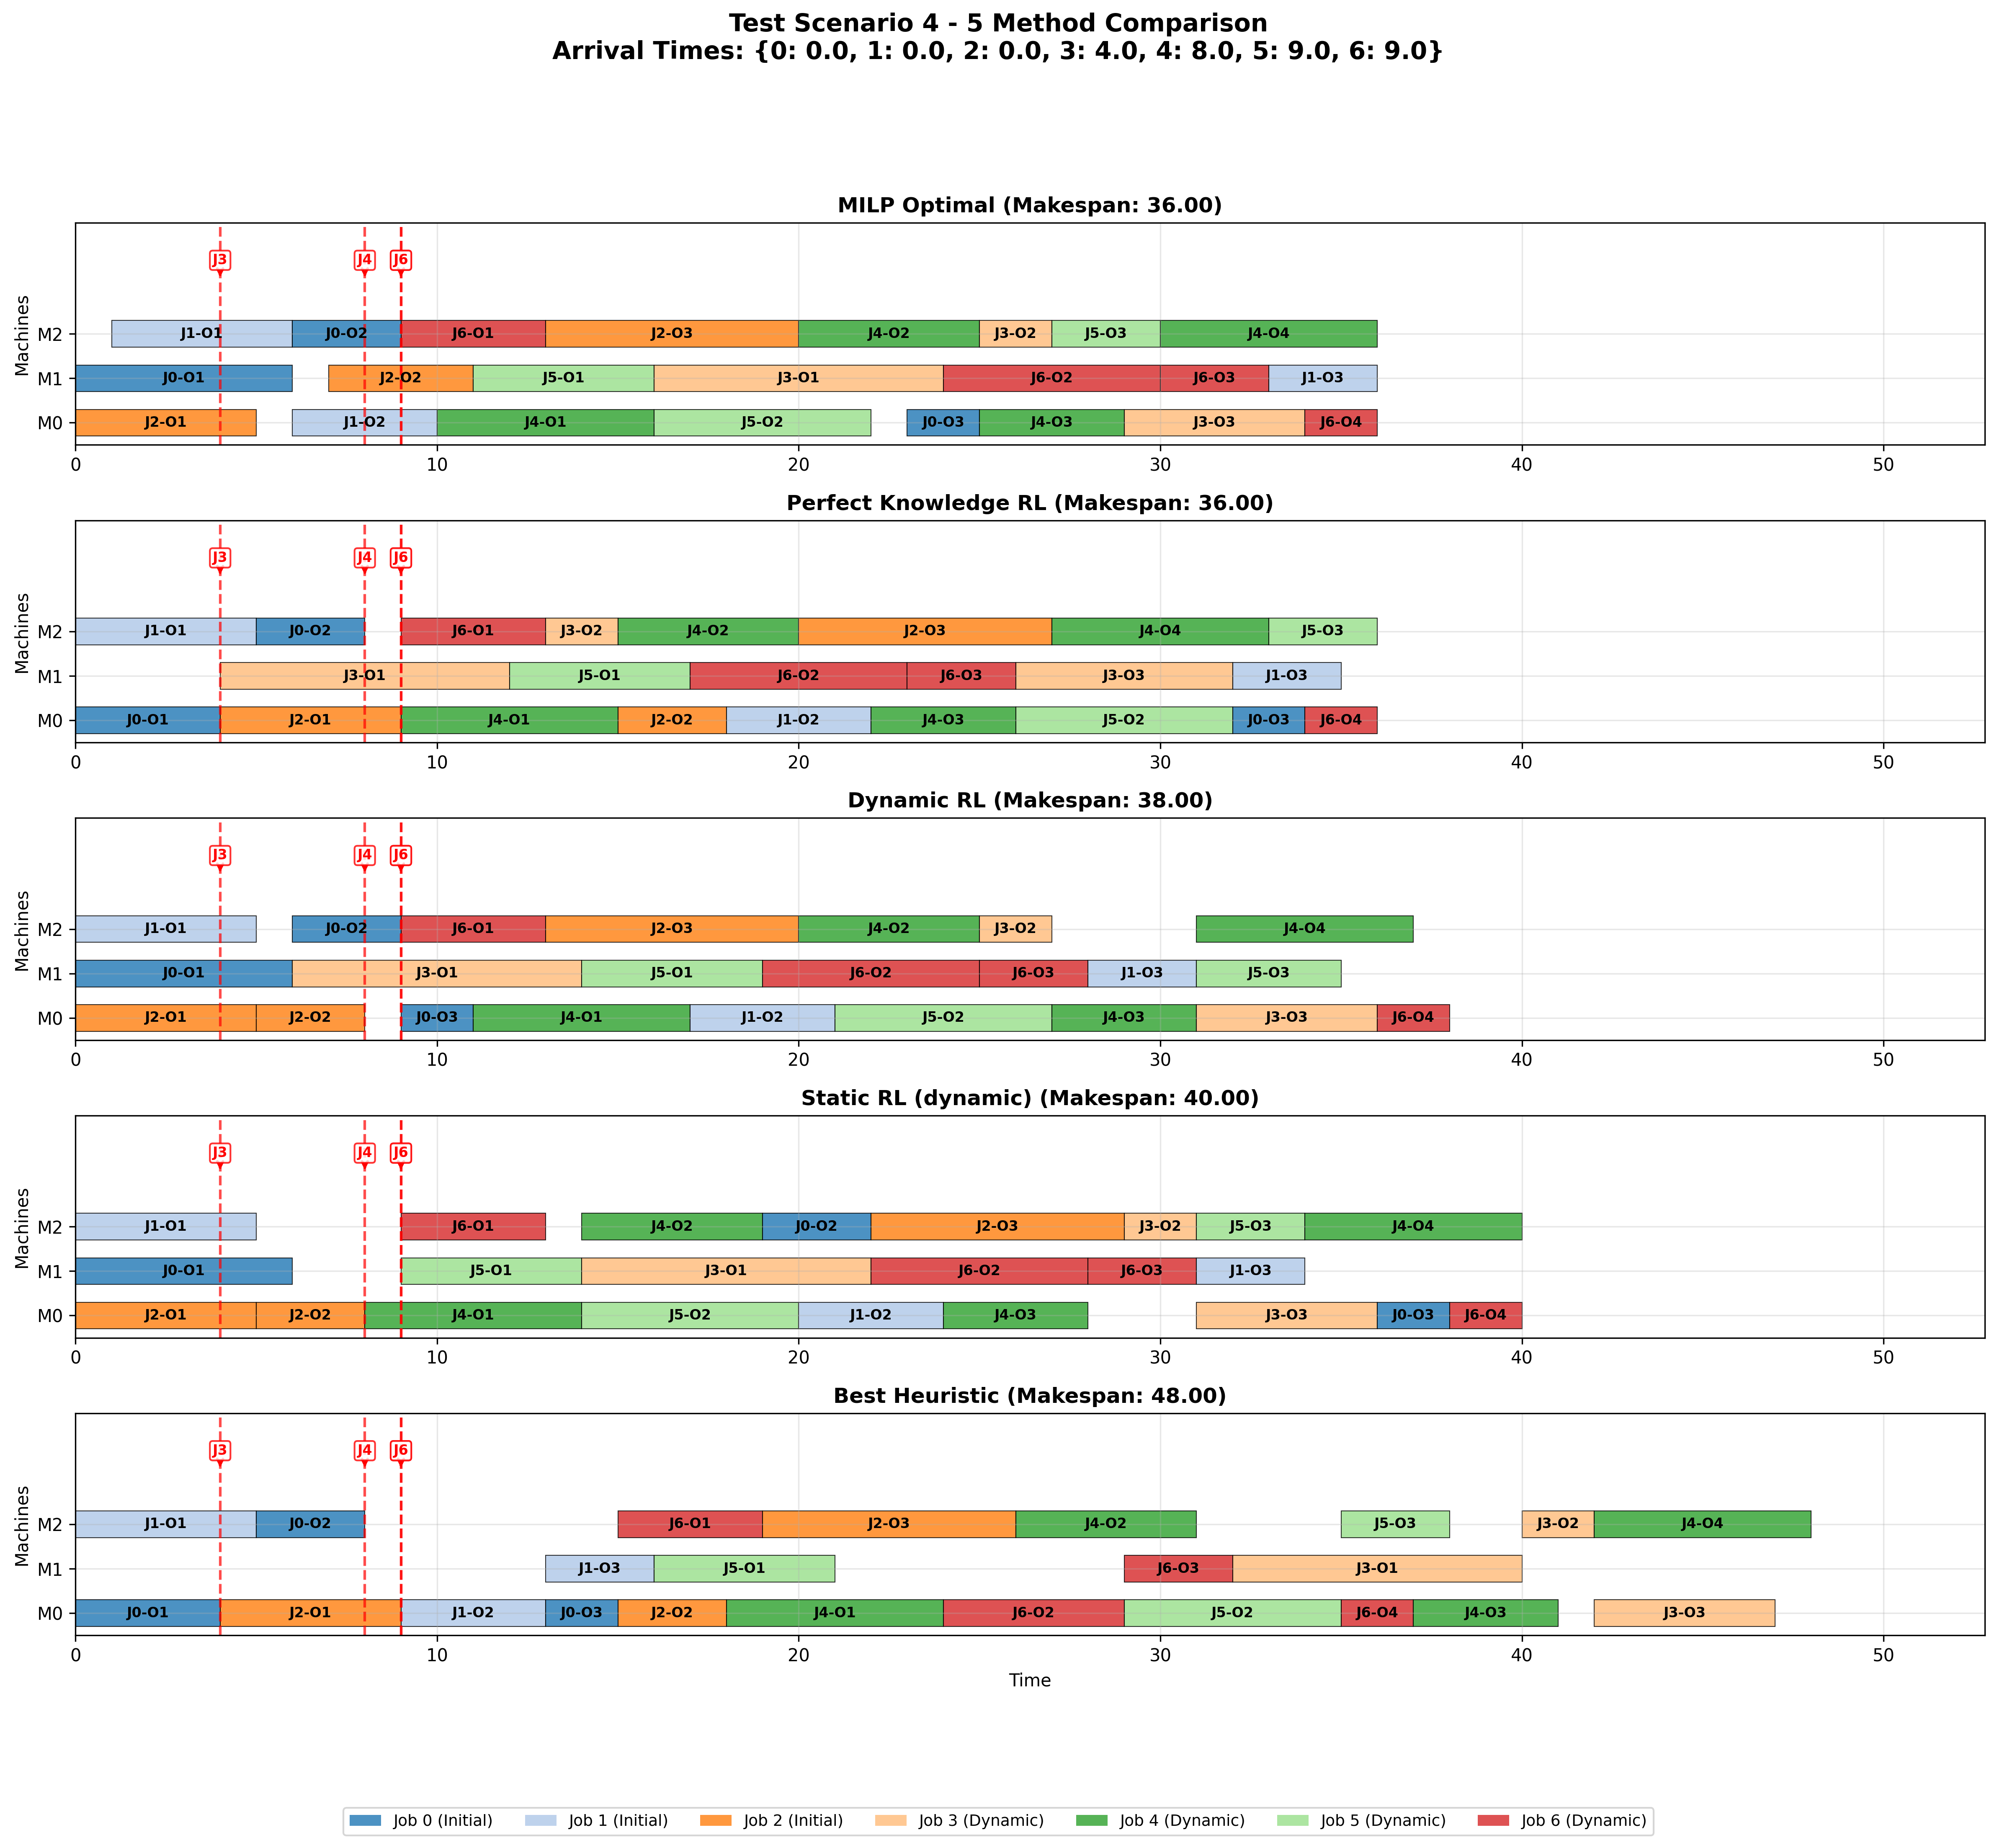 Test Scenario 4 - 5 Method Comparison
Arrival Times: {0: 0.0, 1: 0.0, 2: 0.0, 3: 4.0, 4: 8.0, 5: 9.0, 6: 9.0}
MILP Optimal (Makespan: 36.00)
J3 J4 J6
Machines
M2 J1-O1 J0-O2 J6-O1 J2-O3 J4-O2 J3-O2 J5-O3 J4-O4
M1 J0-O1 J2-O2 J5-O1 J3-O1 J6-O2 J6-O3 J1-O3
M0 J2-O1 J1-O2 J4-O1 J5-O2 J0-O3 J4-O3 J3-O3 J6-O4
0 10 20 30 40 50
Perfect Knowledge RL (Makespan: 36.00)
J3 J4 J6
Machines
M2 J1-O1 J0-O2 J6-O1 J3-O2 J4-O2 J2-O3 J4-O4 J5-O3
M1 J3-O1 J5-O1 J6-O2 J6-O3 J3-O3 J1-O3
M0 J0-O1 J2-O1 J4-O1 J2-O2 J1-O2 J4-O3 J5-O2 J0-O3 J6-O4
0 10 20 30 40 50
Dynamic RL (Makespan: 38.00)
J3 J4 J6
Machines
M2 J1-O1 J0-O2 J6-O1 J2-O3 J4-O2 J3-O2 J4-O4
M1 J0-O1 J3-O1 J5-O1 J6-O2 J6-O3 J1-O3 J5-O3
M0 J2-O1 J2-O2 J0-O3 J4-O1 J1-O2 J5-O2 J4-O3 J3-O3 J6-O4
0 10 20 30 40 50
Static RL (dynamic) (Makespan: 40.00)
J3 J4 J6
Machines
M2 J1-O1 J6-O1 J4-O2 J0-O2 J2-O3 J3-O2 J5-O3 J4-O4
M1 J0-O1 J5-O1 J3-O1 J6-O2 J6-O3 J1-O3
M0 J2-O1 J2-O2 J4-O1 J5-O2 J1-O2 J4-O3 J3-O3 J0-O3 J6-O4
0 10 20 30 40 50
Best Heuristic (Makespan: 48.00)
J3 J4 J6
Machines
M2 J1-O1 J0-O2 J6-O1 J2-O3 J4-O2 J5-O3 J3-O2 J4-O4
M1 J1-O3 J5-O1 J6-O3 J3-O1
M0 J0-O1 J2-O1 J1-O2 J0-O3 J2-O2 J4-O1 J6-O2 J5-O2 J6-O4 J4-O3 J3-O3
0 10 20 30 40 50
Time
Job 0 (Initial) Job 1 (Initial) Job 2 (Initial) Job 3 (Dynamic) Job 4 (Dynamic) Job 5 (Dynamic) Job 6 (Dynamic)